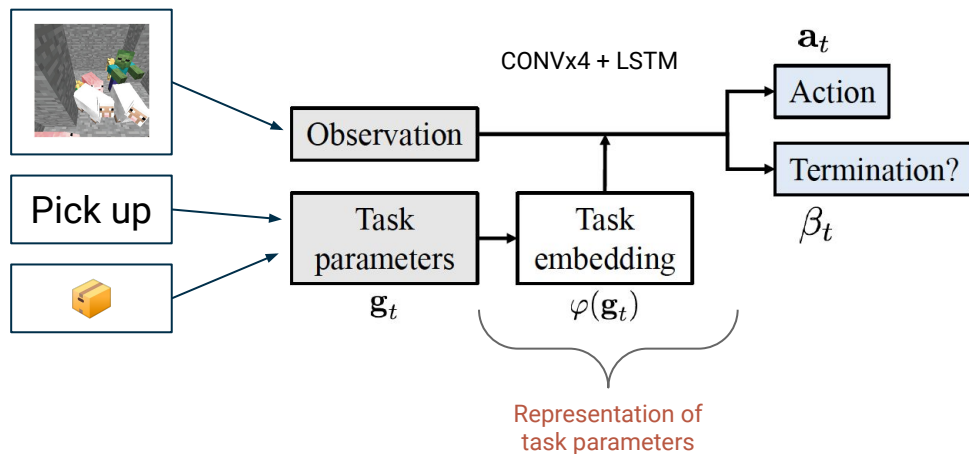 CONVx4 + LSTM
a_t
Action
Observation
Termination?
β_t
Pick up
Task
parameters
g_t
Task
embedding
φ(g_t)
Representation of
task parameters